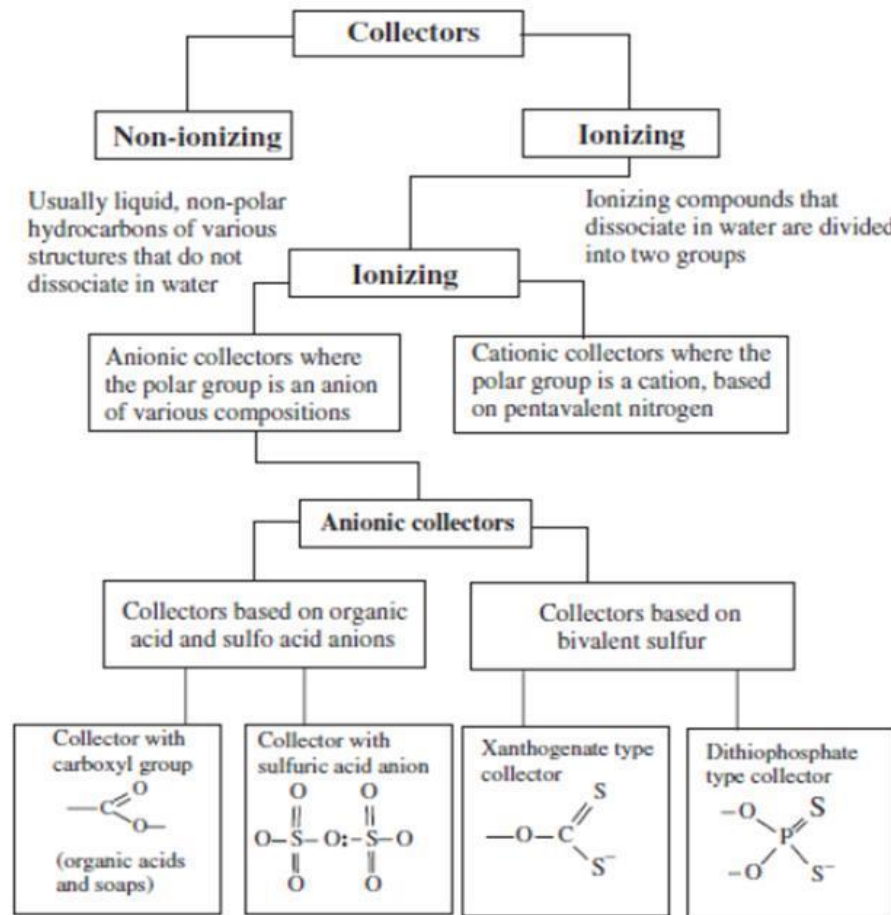 Collectors
Non-ionizing
Ionizing
Usually liquid, non-polar
hydrocarbons of various
structures that do not
dissociate in water
Ionizing compounds that
dissociate in water are divided
into two groups
Ionizing
Anionic collectors where
the polar group is an anion
of various compositions
Cationic collectors where the
polar group is a cation, based
on pentavalent nitrogen
Anionic collectors
Collectors based on organic
acid and sulfo acid anions
Collectors based on
bivalent sulfur
Collector with
carboxyl group
O
—C
O—
(organic acids
and soaps)
Collector with
sulfuric acid anion
O O
O–S–O:–S–O
O O
Xanthogenate type
collector
S
—O–C
S⁻
Dithiophosphate
type collector
–O S
P
–O S⁻